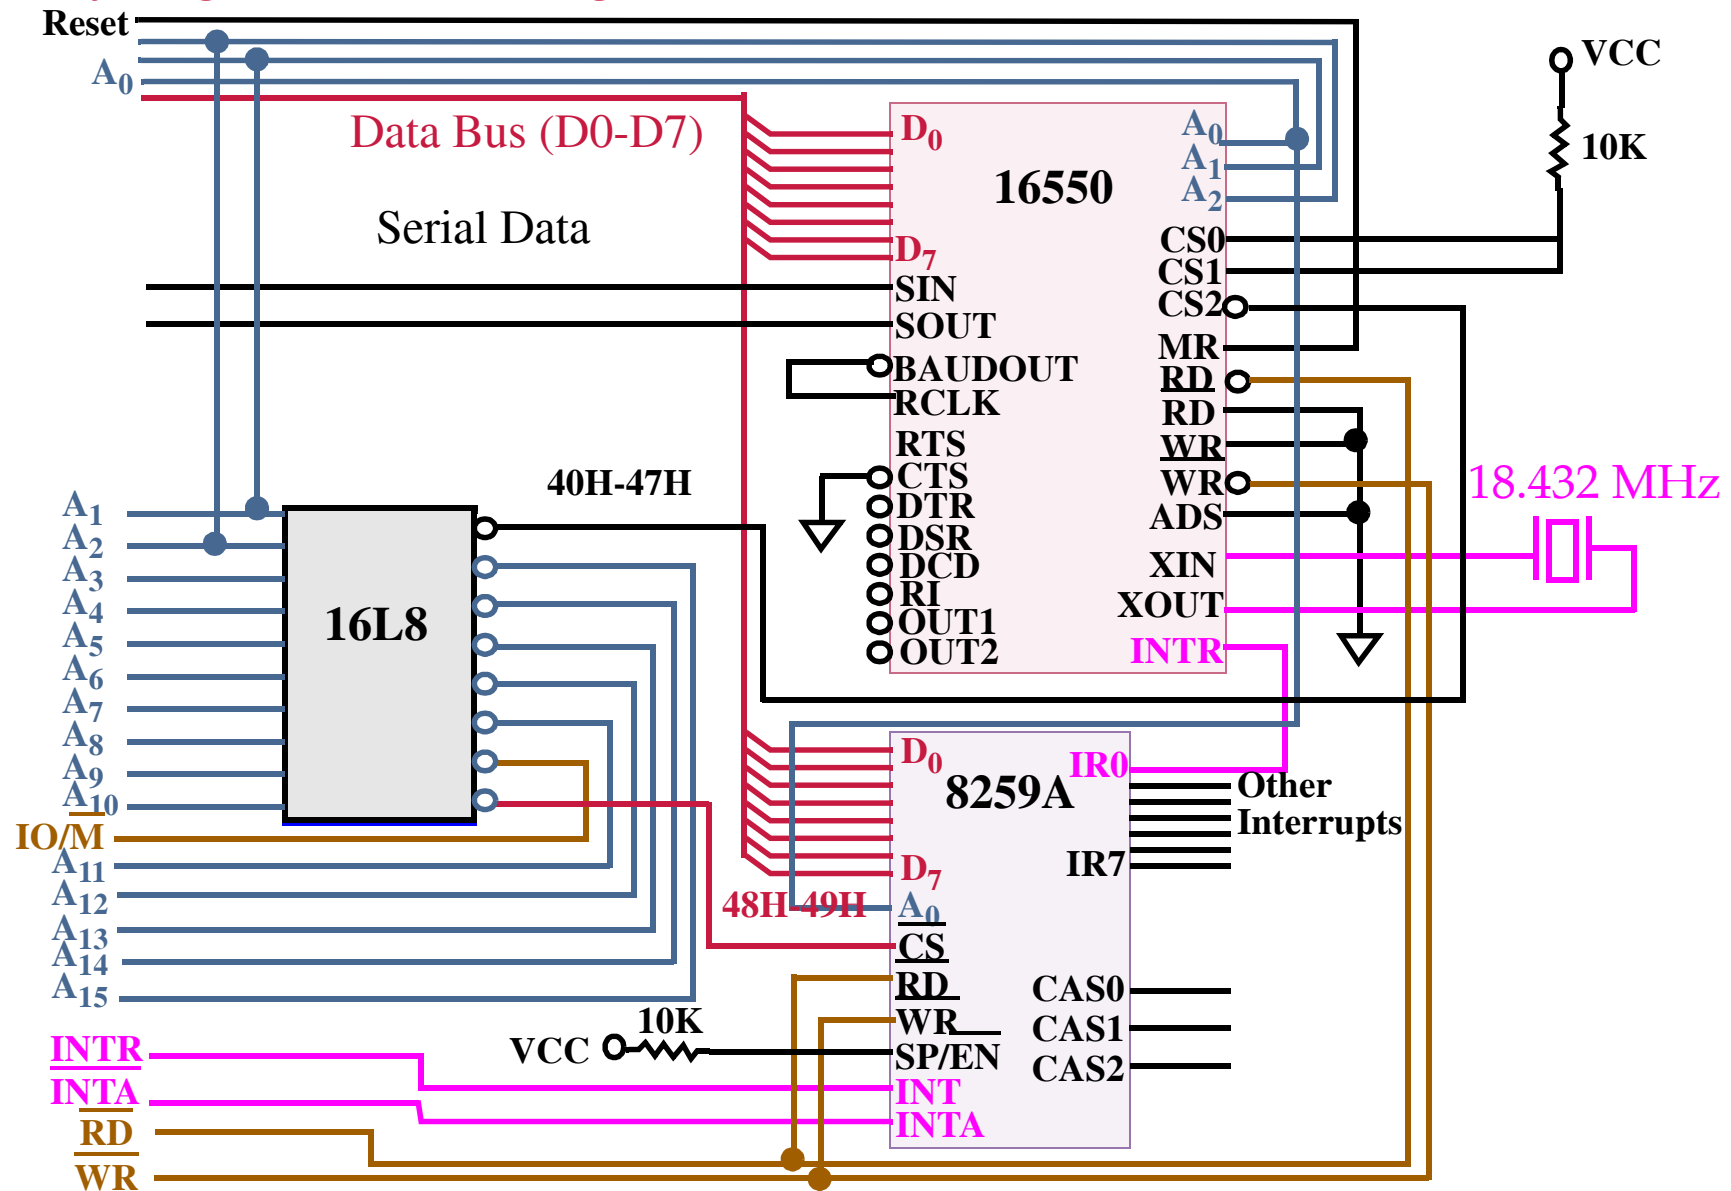 Reset
A0
Data Bus (D0-D7)
Serial Data
VCC
10K
16550
D0
D7
SIN
SOUT
BAUDOUT
RCLK
RTS
CTS
DTR
DSR
DCD
RI
OUT1
OUT2
A0
A1
A2
CS0
CS1
CS2
MR
RD
RD
WR
WR
ADS
XIN
XOUT
INTR
18.432 MHz
40H-47H
16L8
A1
A2
A3
A4
A5
A6
A7
A8
A9
A10
IO/M
A11
A12
A13
A14
A15
INTR
INTA
RD
WR
8259A
D0
D7
48H-49H
A0
CS
RD
WR
SP/EN
INT
INTA
VCC
10K
IR0
Other
Interrupts
IR7
CAS0
CAS1
CAS2